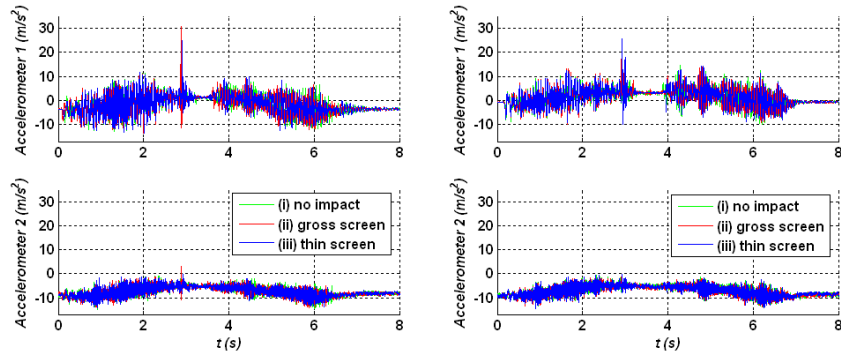 Accelerometer 1 (m/s²)
30
20
10
0
-10
0 2 4 6 8
Accelerometer 1 (m/s²)
30
20
10
0
-10
0 2 4 6 8
Accelerometer 2 (m/s²)
30
20
10
0
-10
(i) no impact
(ii) gross screen
(iii) thin screen
0 2 4 6 8
t (s)
Accelerometer 2 (m/s²)
30
20
10
0
-10
(i) no impact
(ii) gross screen
(iii) thin screen
0 2 4 6 8
t (s)